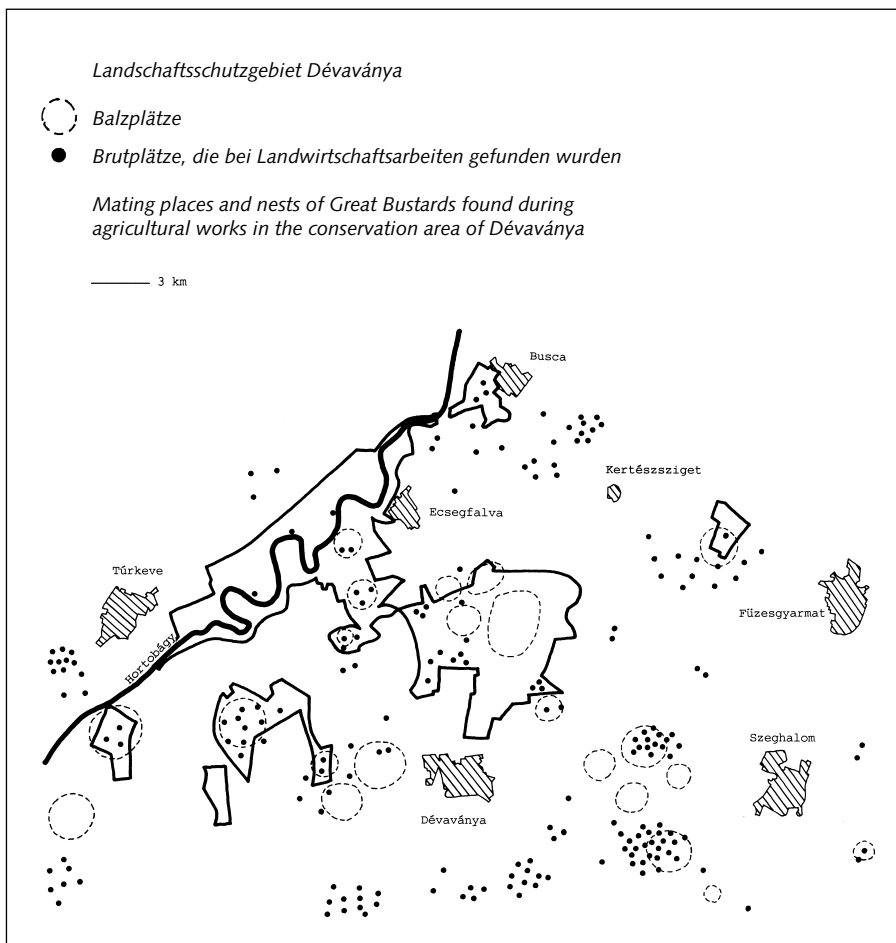 Landschaftsschutzgebiet Dévaványa
Balzplätze
Brutplätze, die bei Landwirtschaftsarbeiten gefunden wurden
Mating places and nests of Great Bustards found during
agricultural works in the conservation area of Dévaványa
3 km
Busca
Kertészsziget
Ecsegfalva
Túrkeve
Füzesgyarmat
Hortobágy
Szeghalom
Dévaványa